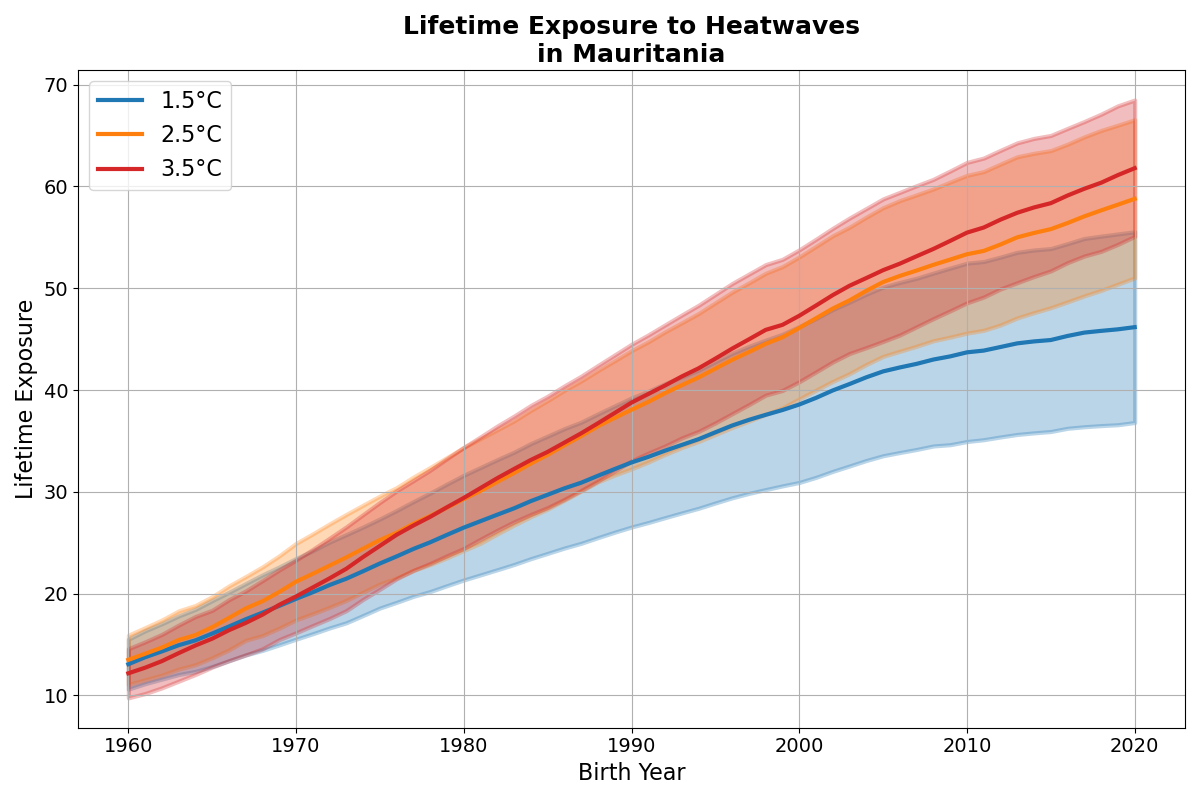 Lifetime Exposure to Heatwaves
in Mauritania
1.5°C
2.5°C
3.5°C
Lifetime Exposure
70
60
50
40
30
20
10
1960 1970 1980 1990 2000 2010 2020
Birth Year